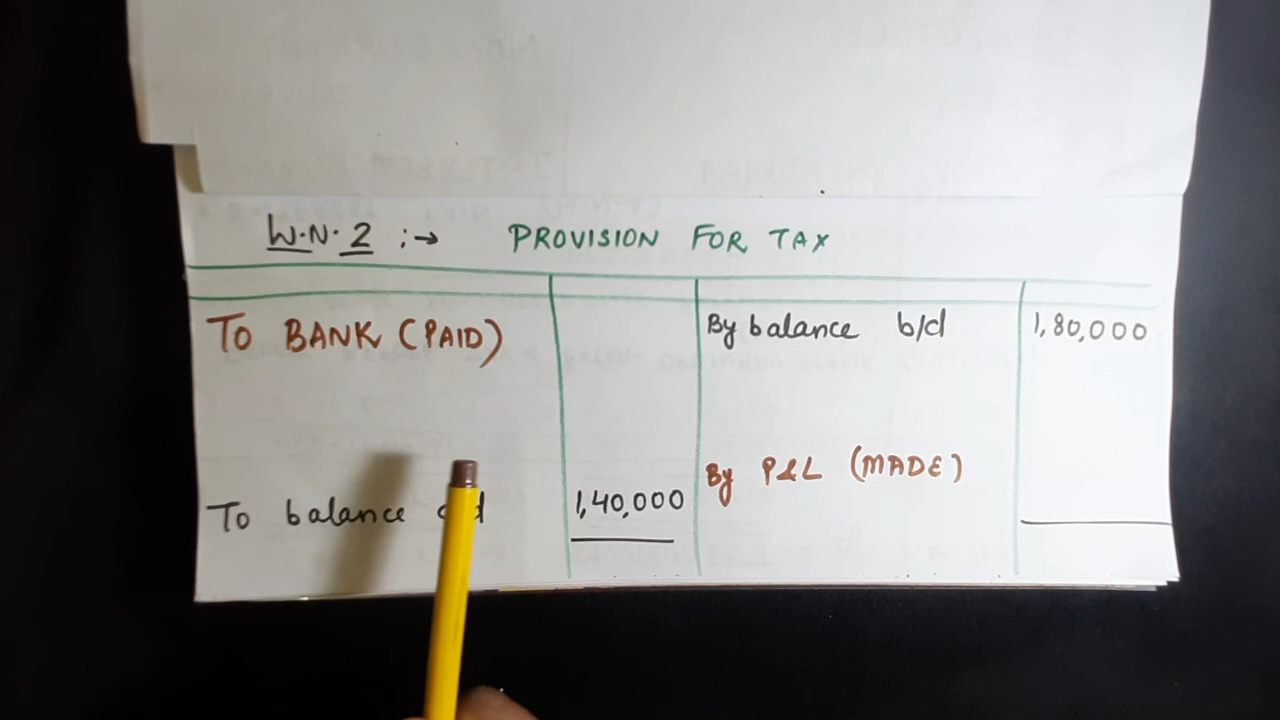 W.N. 2 :→ PROVISION FOR TAX
TO BANK (PAID)
By balance b/d 1,80,000
By P&L (MADE)
To balance 1,40,000